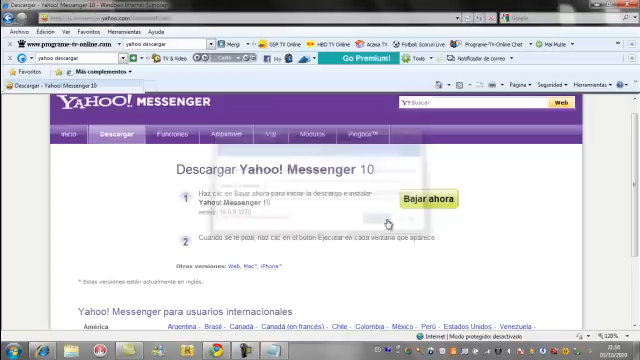 Descargar - Yahoo! Messenger 10 - Windows Internet Explorer
yahoo descargar
Google
Archivo Edición Ver Favoritos Herramientas Ayuda
www.programe-tv-online.com yahoo descargar Mergi GSP TV Online HBO TV Online Acasa TV Fotbal: Scoruri Live Programe-TV-Online Chat Mai Multe
yahoo descargar TV & Video Go Premium! Tools Notificador de correo
Favoritos Más complementos
Descargar - Yahoo! Messenger 10
Página Seguridad Herramientas
YAHOO! MESSENGER
Buscar Web
Inicio Descargar Funciones Módulos Pingbox™
Descargar Yahoo! Messenger 10
1 Haz clic en Bajar ahora para iniciar la descarga e instalar
Yahoo! Messenger 10
Bajar ahora
2 Cuando se te pida, haz clic en el botón Ejecutar en cada ventana que aparece
Otras versiones: Web, Mac®, iPhone®
* Estas versiones están actualmente en inglés.
Yahoo! Messenger para usuarios internacionales
América Argentina - Brasil - Canadá - Canadá (en francés) - Chile - Colombia - México - Perú - Estados Unidos - Venezuela -
Internet | Modo protegido: desactivado
120%
ES